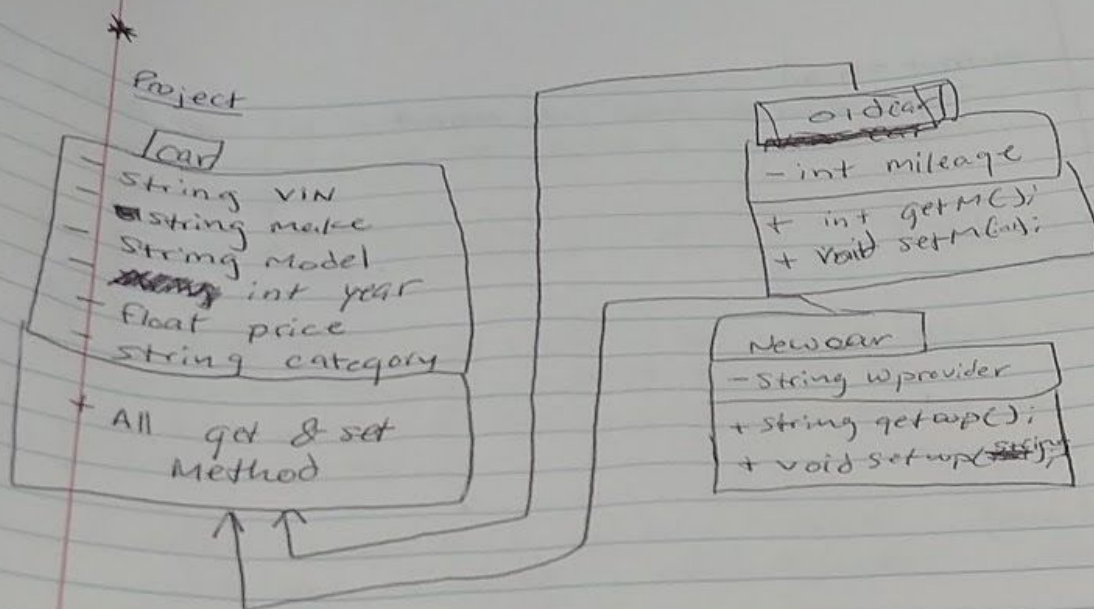 Project
Car
- String VIN
- String make
- String Model
- int year
- float price
- String category
+ All get & set
Method
oldcar
- int mileage
+ int getM();
+ void setM(int);
Newcar
- String wprovider
+ String getwp();
+ void setwp(String);